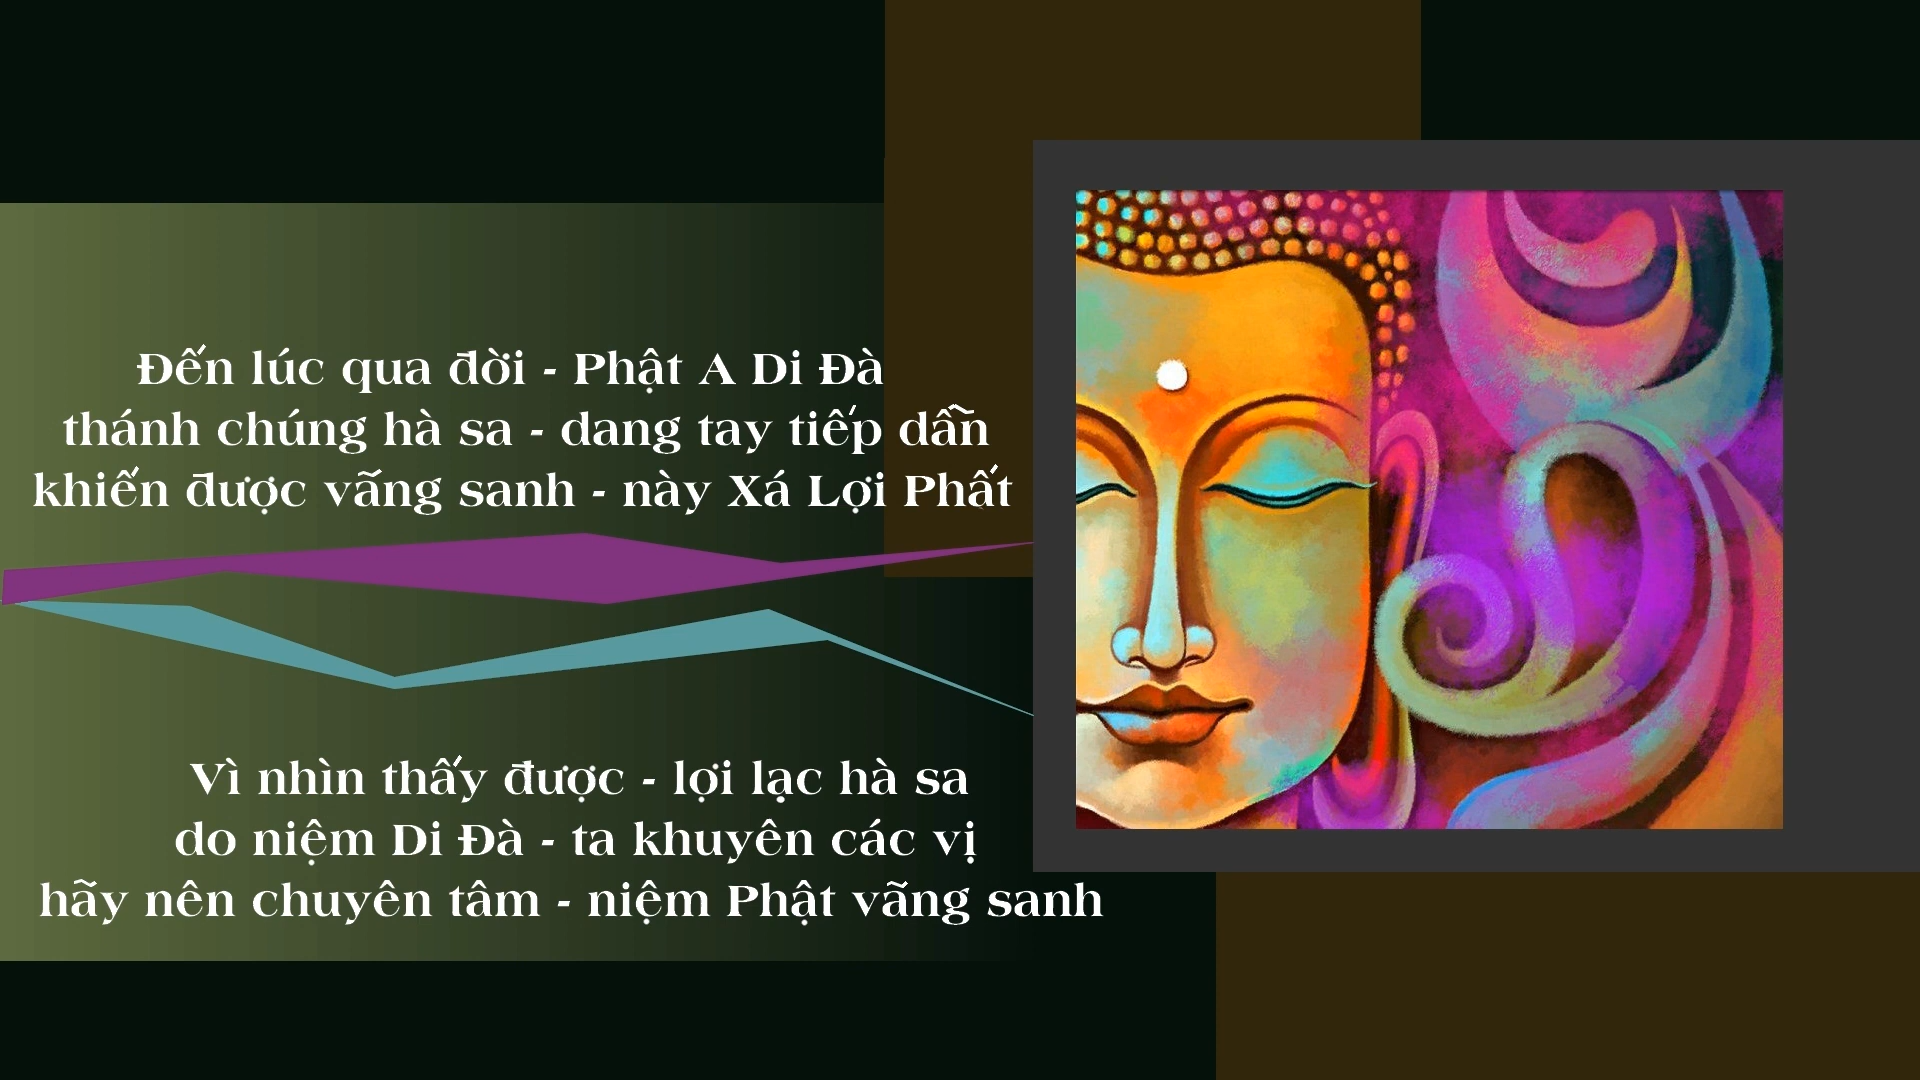 Đến lúc qua đời - Phật A Di Đà
thánh chúng hà sa - dang tay tiếp dẫn
khiến được vãng sanh - này Xá Lợi Phất
Vì nhìn thấy được - lợi lạc hà sa
do niệm Di Đà - ta khuyên các vị
hãy nên chuyên tâm - niệm Phật vãng sanh